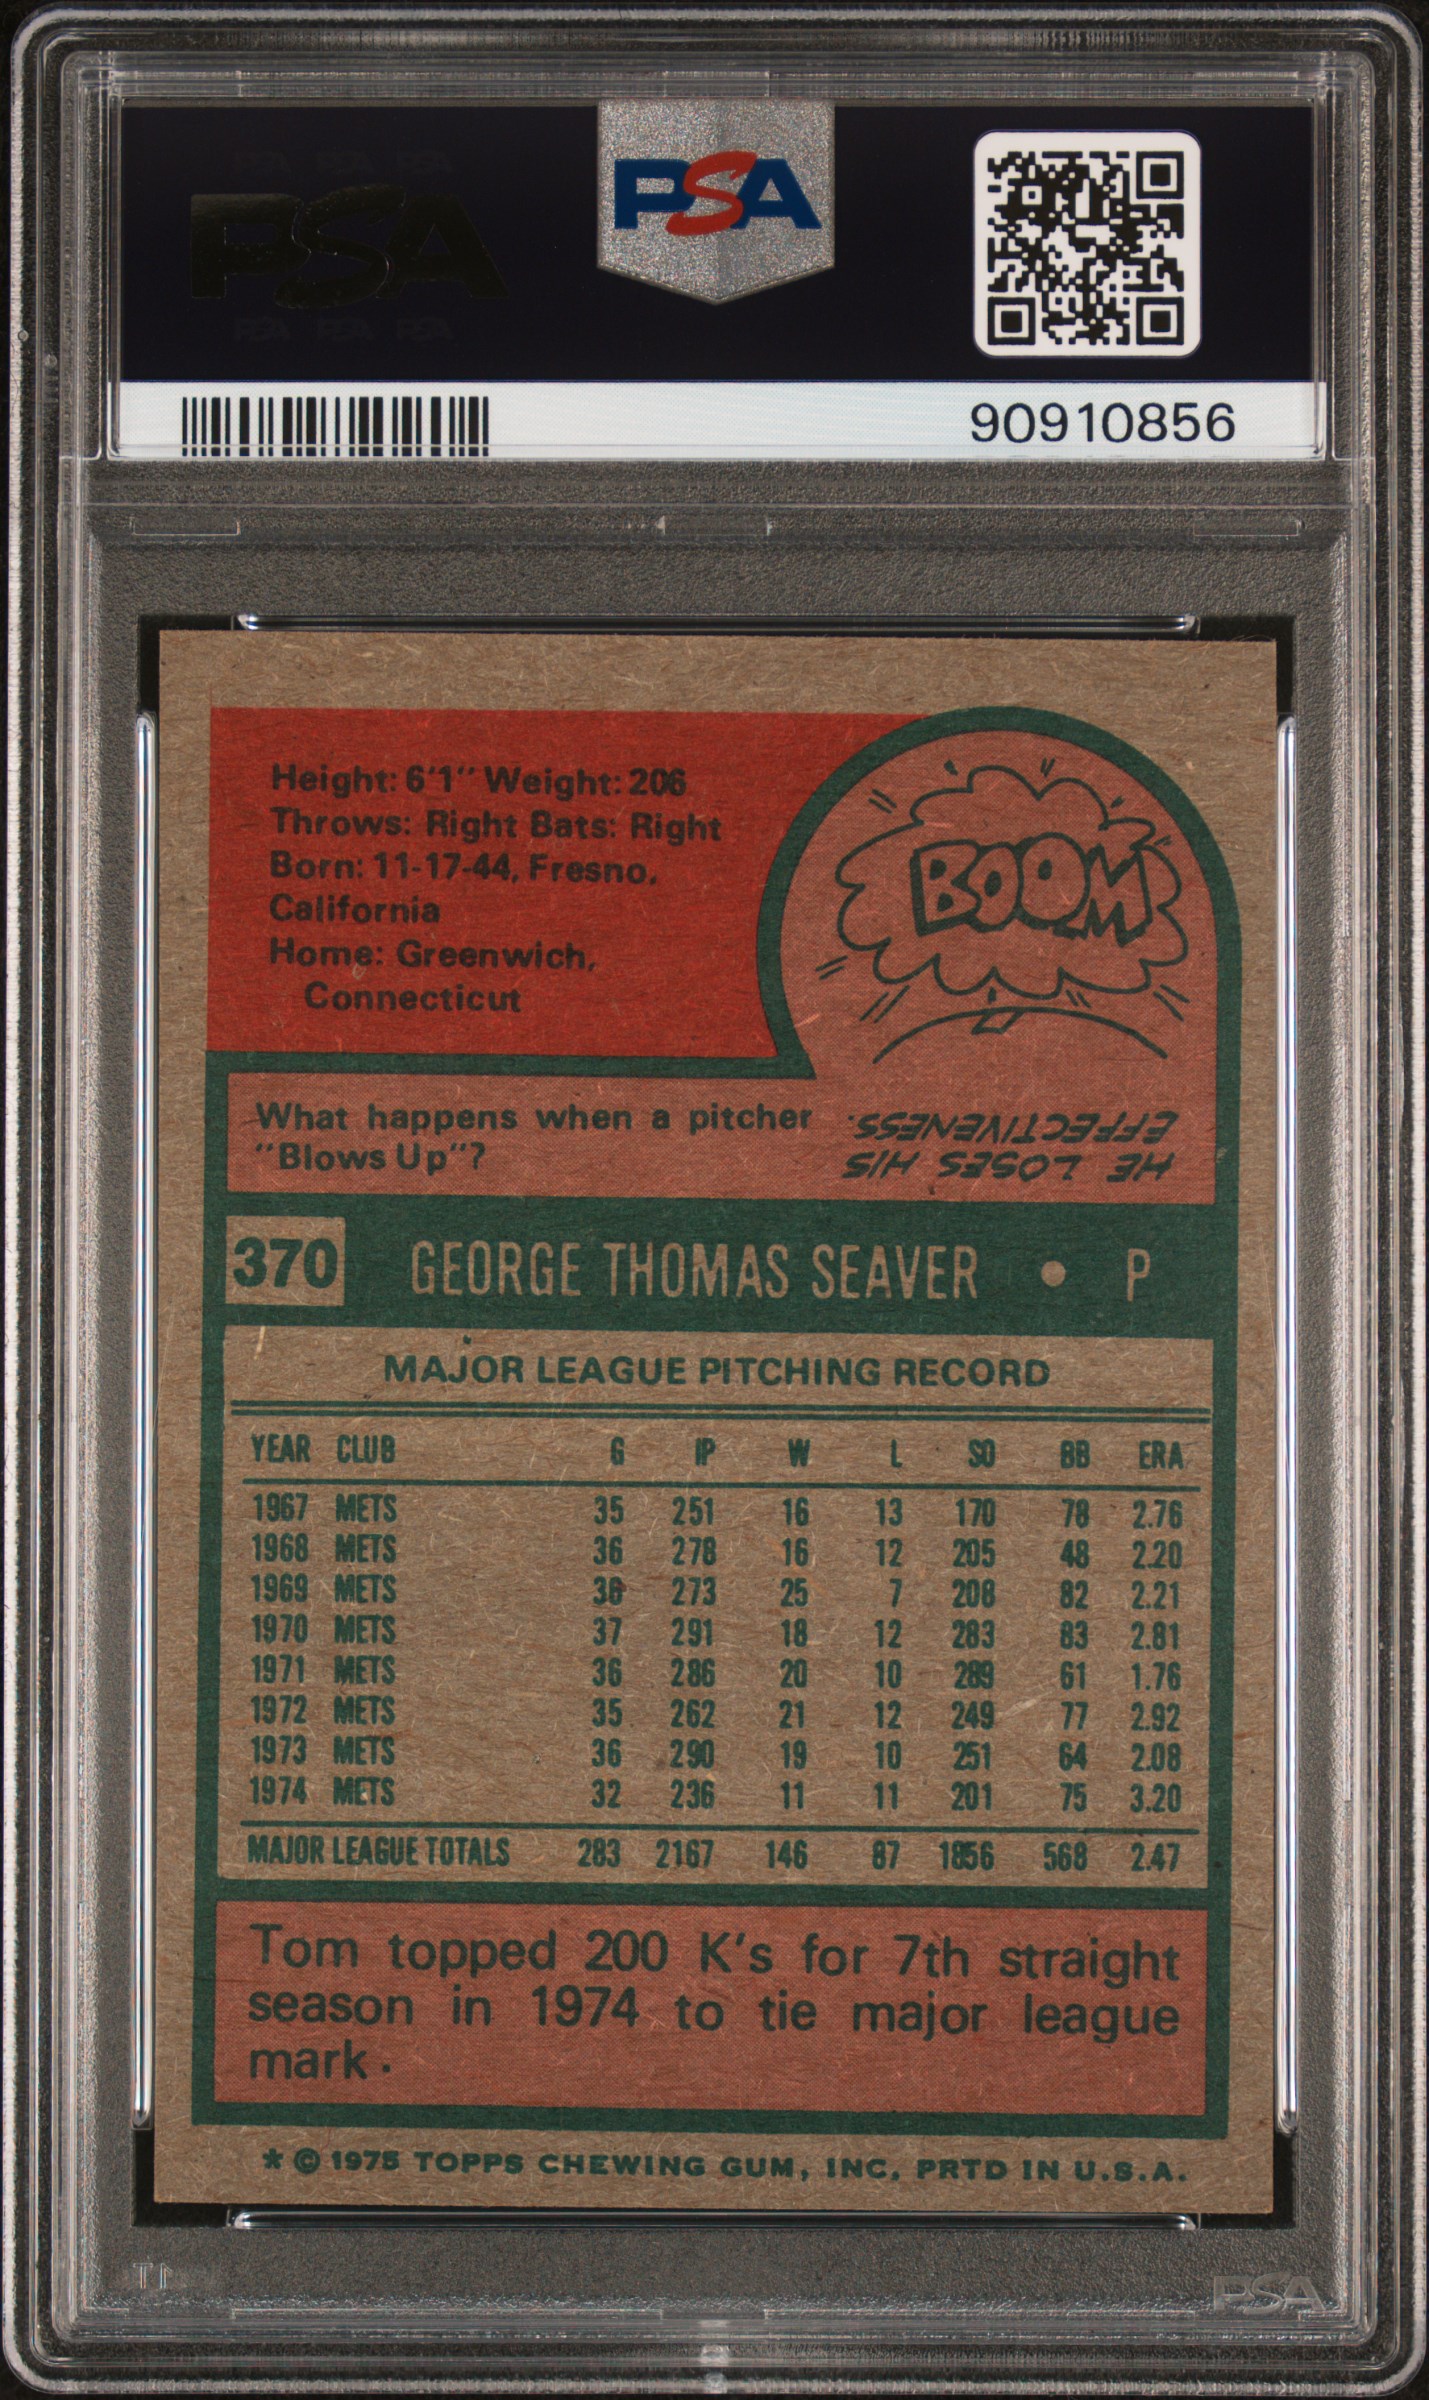 PSA
PSA
90910856
Height: 6'1" Weight: 206
Throws: Right Bats: Right
Born: 11-17-44, Fresno,
California
Home: Greenwich,
Connecticut
BOOM
What happens when a pitcher
"Blows Up"?
HE LOSES HIS
EFFECTIVENESS.
370 GEORGE THOMAS SEAVER • P
MAJOR LEAGUE PITCHING RECORD
YEAR CLUB G IP W L SO BB ERA
1967 METS 35 251 16 13 170 78 2.76
1968 METS 36 278 16 12 205 48 2.20
1969 METS 36 273 25 7 208 82 2.21
1970 METS 37 291 18 12 283 83 2.81
1971 METS 36 286 20 10 289 61 1.76
1972 METS 35 262 21 12 249 77 2.92
1973 METS 36 290 19 10 251 64 2.08
1974 METS 32 236 11 11 201 75 3.20
MAJOR LEAGUE TOTALS 283 2167 146 87 1856 568 2.47
Tom topped 200 K's for 7th straight
season in 1974 to tie major league
mark.
* © 1975 TOPPS CHEWING GUM, INC. PRTD IN U.S.A.
PSA